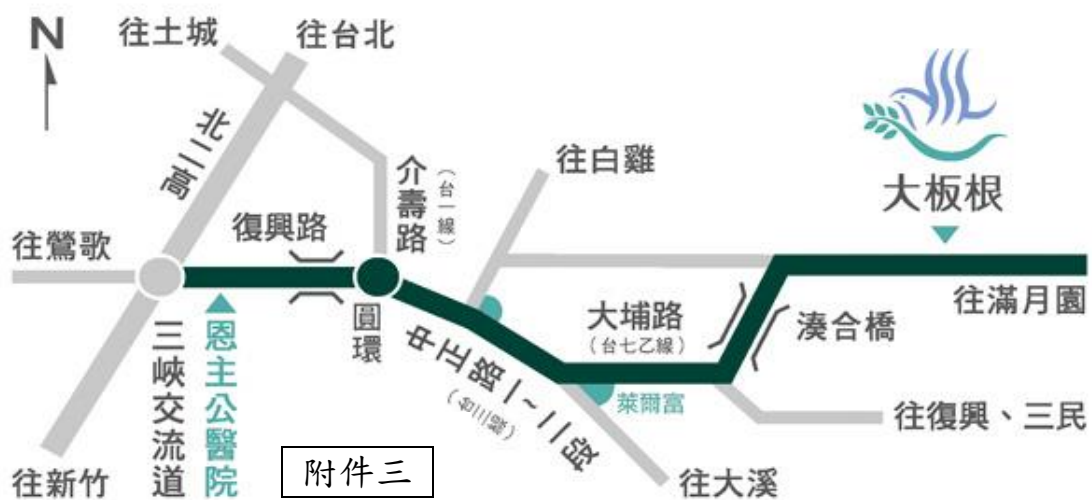 N
往土城
往台北
北二高
介壽路
（台一線）
往白雞
大板根
往鶯歌
復興路
往滿月園
圓環
大埔路
（台七乙線）
湊合橋
三峽交流道
恩主公醫院
中正路一～二段
（台三線）
萊爾富
往復興、三民
往新竹
附件三
往大溪